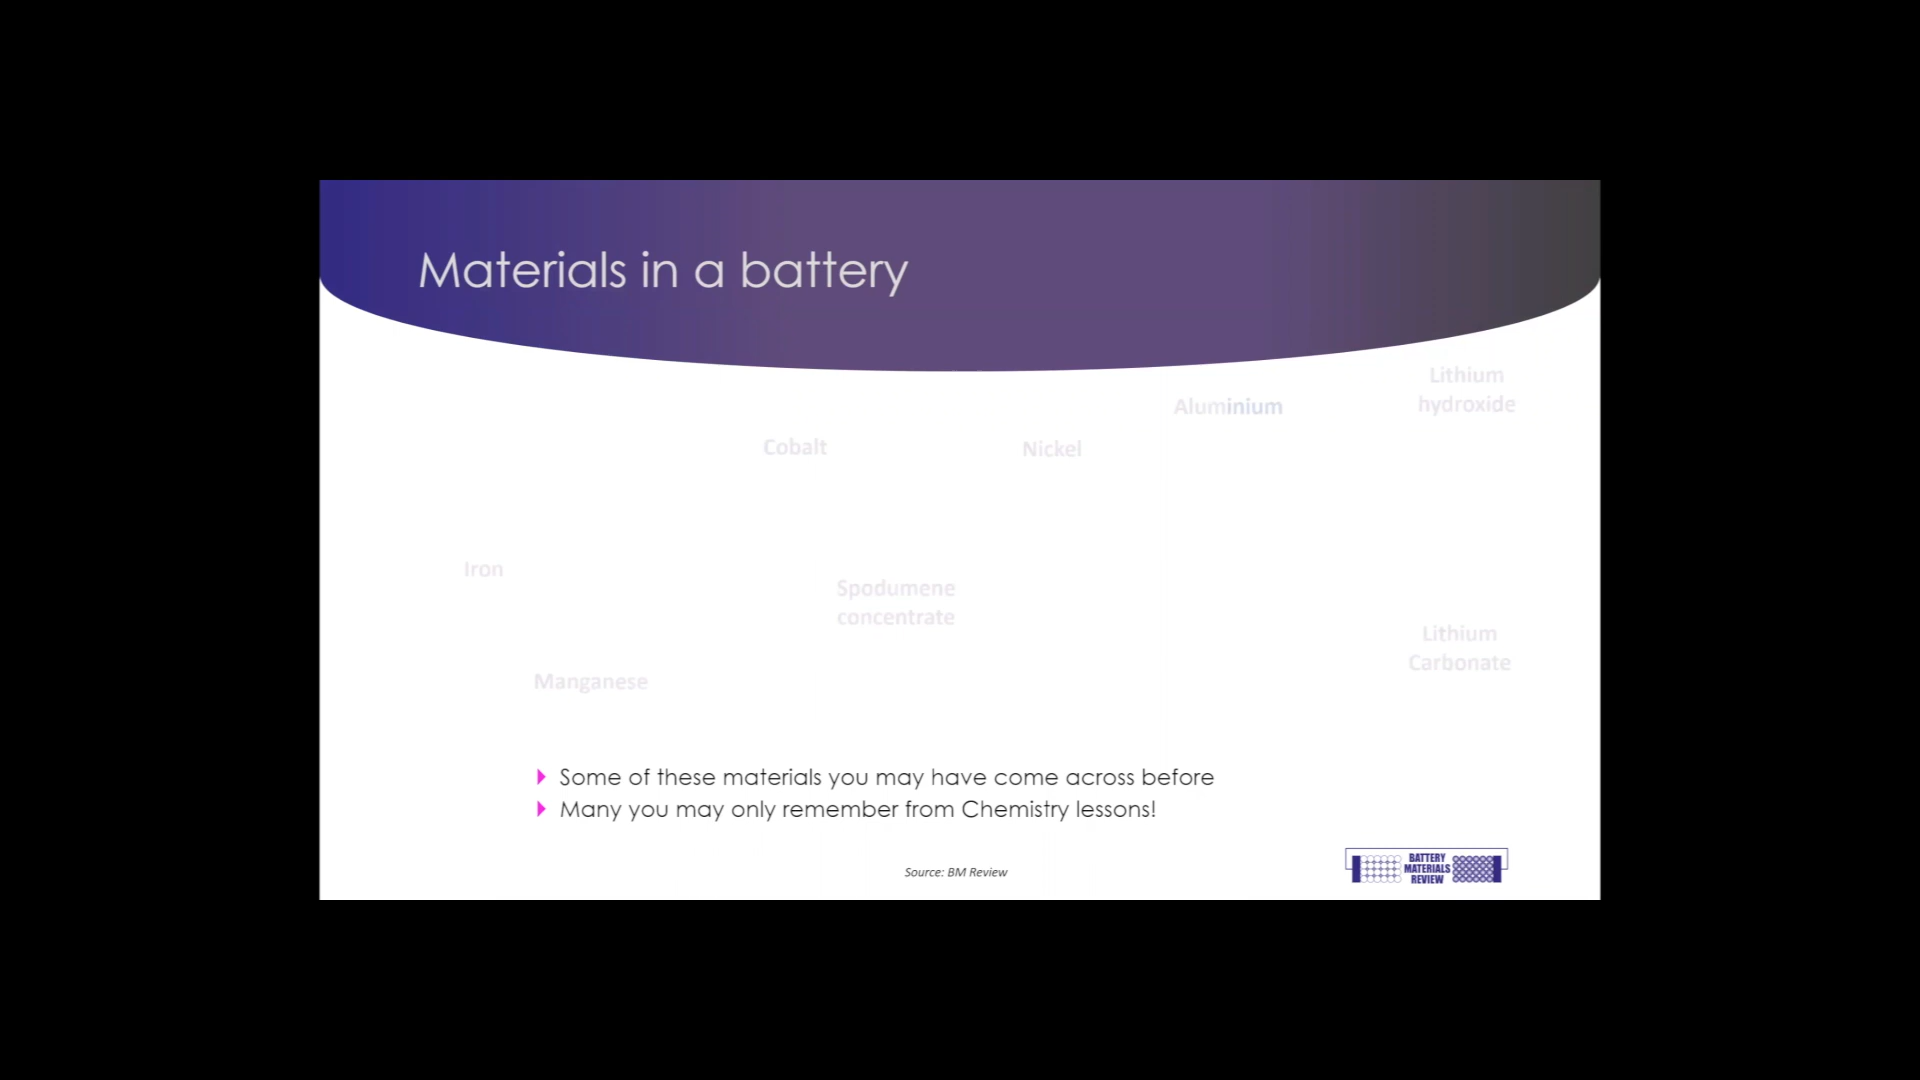 Materials in a battery
Lithium
hydroxide
Aluminium
Cobalt
Nickel
Iron
Spodumene
concentrate
Lithium
Carbonate
Manganese
Some of these materials you may have come across before
Many you may only remember from Chemistry lessons!
Source: BM Review
BATTERY
MATERIALS
REVIEW